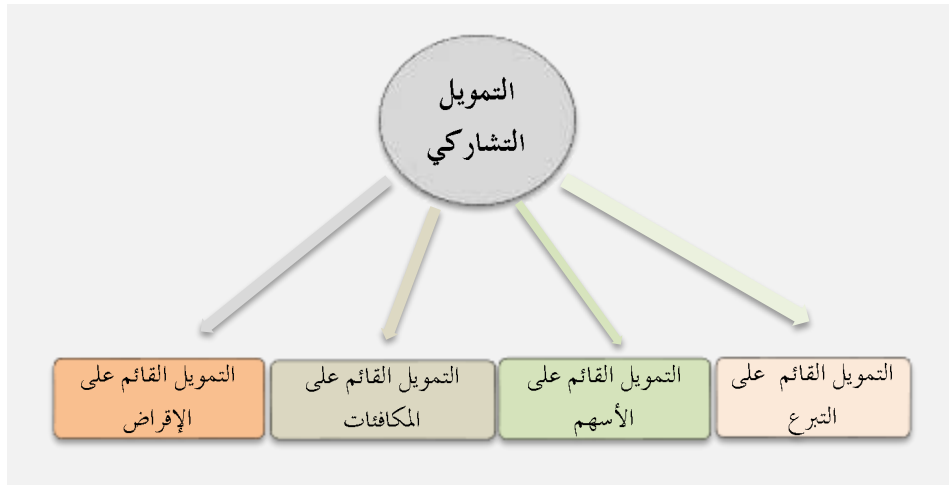 التمويل
التشاركي
التمويل القائم على
التبرع
التمويل القائم على
الأسهم
التمويل القائم على
المكافئات
التمويل القائم على
الإقراض